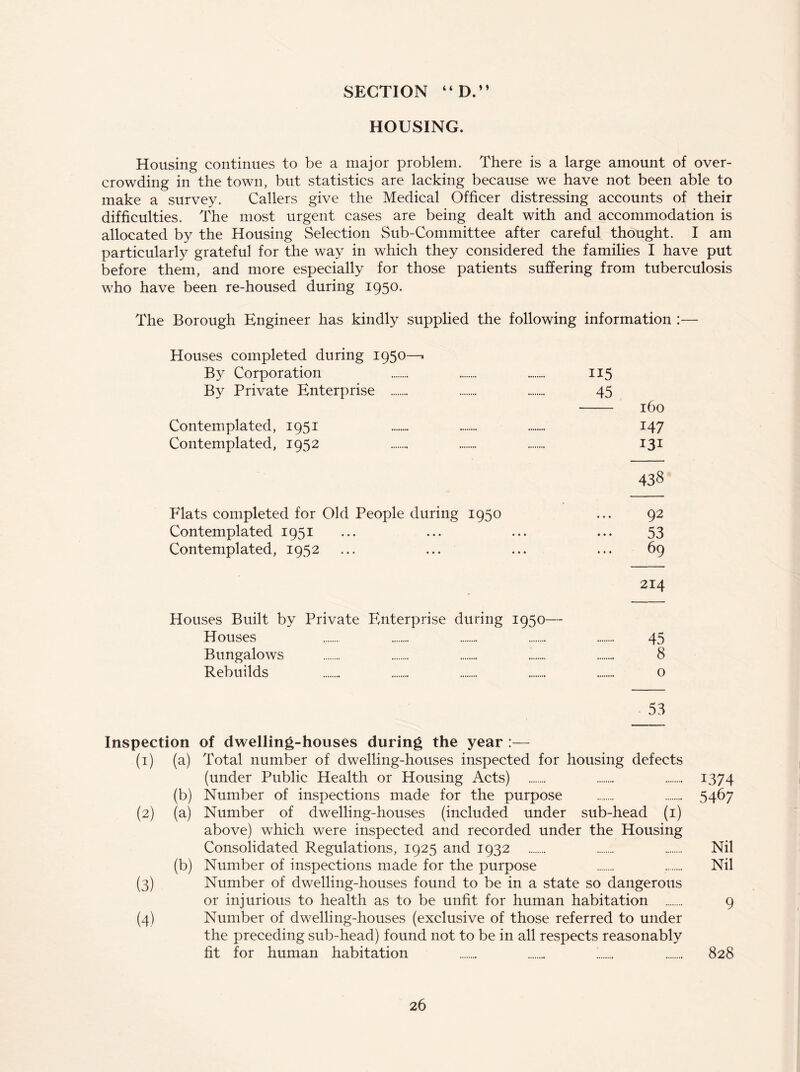 SECTION “D.”
HOUSING.
Housing continues to be a major problem. There is a large amount of over-
crowding in the town, but statistics are lacking because we have not been able to
make a survey. Callers give the Medical Officer distressing accounts of their
difficulties. The most urgent cases are being dealt with and accommodation is
allocated by the Housing Selection Sub-Committee after careful thought. I am
particularly grateful for the way in which they considered the families I have put
before them, and more especially for those patients suffering from tuberculosis
who have been re-housed during 1950.
The Borough Engineer has kindly supplied the following information :—
Houses completed during 1950—
By Corporation ........ ........ ........ 115
By Private Enterprise ........ ........ ........ 45
160
Contemplated, 1951 ........ ........ ........ 147
Contemplated, 1952 ........ ........ ........ 131
438
Flats completed for Old People during 1950 ... 92
Contemplated 1951 ... ... ... ... 53
Contemplated, 1952 ... ... ... ... 69
214
Houses Built by Private Enterprise during 1950—
Houses ........ ........ ........ ........ ........ 45
Bungalows ........ ........ ........ ........ ........ 8
Rebuilds ........ ........ ........ ........ ........ 0
53
Inspection of dwelling-houses during the year :—
(1) (a) Total number of dwelling-houses inspected for housing defects
(under Public Health or Housing Acts) ........ ........ ........ 1374
(b) Number of inspections made for the purpose ........ ........ 5467
(2) (a) Number of dwelling-houses (included under sub-head (1)
above) which were inspected and recorded under the Housing
Consolidated Regulations, 1925 and 1932 ........ ........ ........ Nil
(b) Number of inspections made for the purpose ........ ........ Nil
(3) Number of dwelling-houses found to be in a state so dangerous
or injurious to health as to be unfit for human habitation ........ 9
(4) Number of dwelling-houses (exclusive of those referred to under
the preceding sub-head) found not to be in all respects reasonably
fit for human habitation ........ ........ ........ ........ 828
26